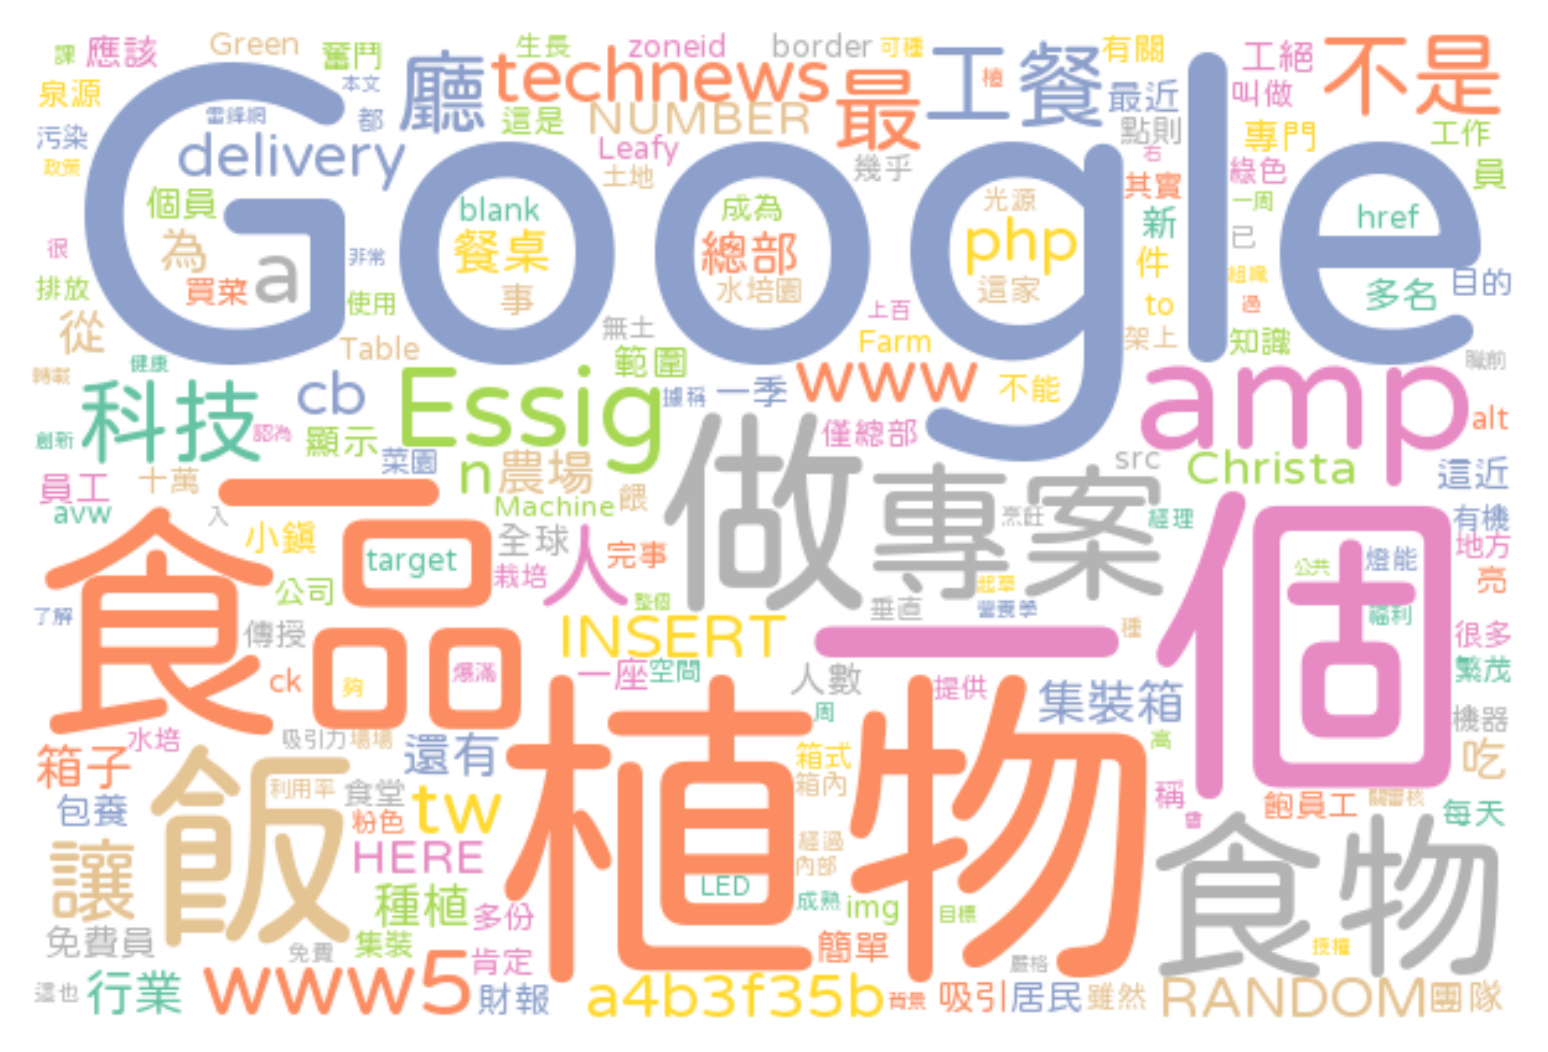 課 應該 Green 奮鬥 生長 zoneid border 可種 有關 工絕 不是
泉源 本文 廳 technews 最 工 植 餐 最近 叫做
污染 雷鋒網 都 這是 NUMBER 點則 專門 工作
政策 delivery Leafy 土地 幾乎 右 其實 綠色 員
Google
個員 blank 成為 光源 新 一周 href
很 為 a 非常 餐桌 總部 php 件 已 目的
排放 買菜 使用 事 水培園 這家 to 組織 過 多名
從 Table 無土 上百 Farm 架上 知識
轉載 健康 範圍 www 不能 職前
科技 cb Essig 據稱 一季 amp alt
創新 認為 顯示 菜園 僅總部 src Christa 這近
員工 十萬 n 農場 做 專案 個
avw 入 一 Machine 餵 烹飪 經理 有機
小鎮 target 全球 人 完事 公共 燈能 地方
食品 公司 栽培 整個 起草 亮
了解 傳授 INSERT 垂直 營養學 種 福利 很多
ck 夠 爆滿 一座 空間 一 人數 提供 集裝箱 繁茂
水培 吸引力 還有 植物 周 高 機器
箱子 飯 利用率 食堂 箱式 稱 吃
包養 粉色 tw 箱內 會 飽員工 每天
讓 HERE 經過 食物
種植 多份 LED 內部 成熟 img 目標
免費員 免費 集裝 簡單 授權
這也 行業 www5 肯定 嚴格
財報 a4b3f35b 背景 吸引 居民 雖然 RANDOM 團隊